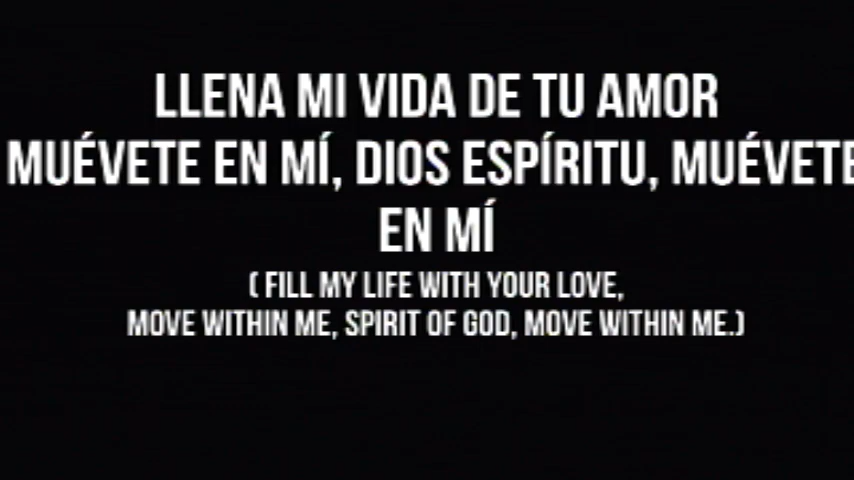 LLENA MI VIDA DE TU AMOR
MUÉVETE EN MÍ, DIOS ESPÍRITU, MUÉVETE
EN MÍ
( FILL MY LIFE WITH YOUR LOVE,
MOVE WITHIN ME, SPIRIT OF GOD, MOVE WITHIN ME.)